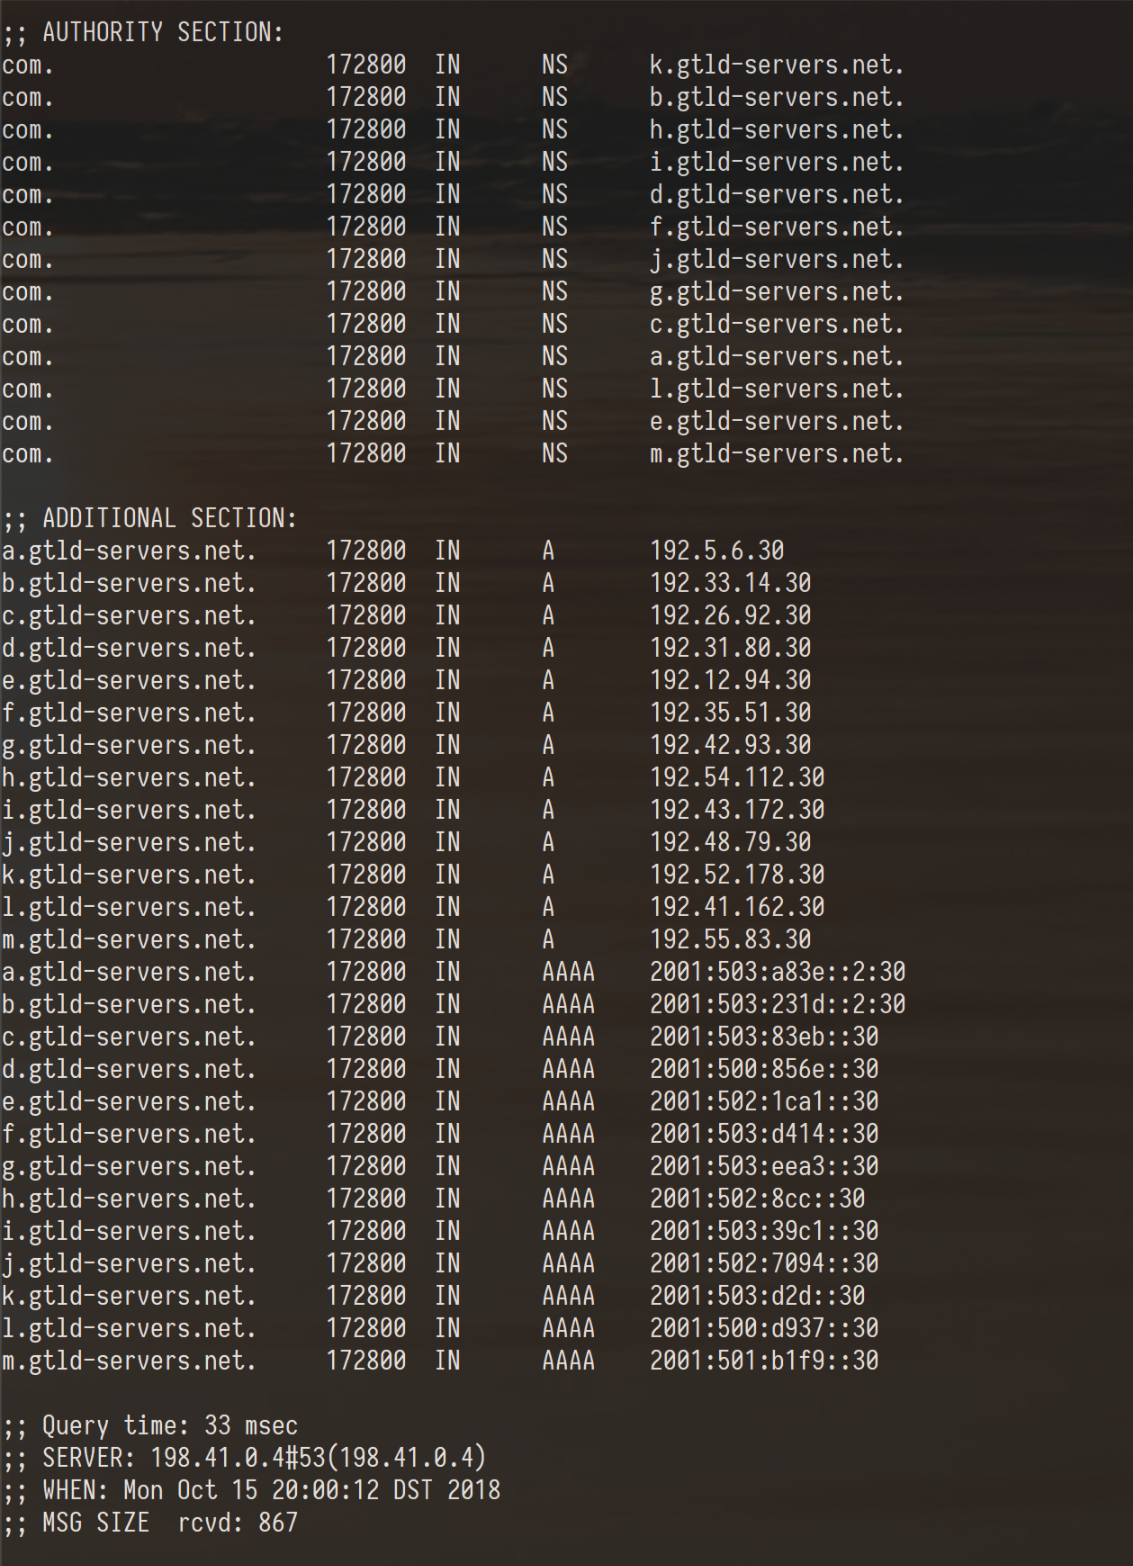 ;; AUTHORITY SECTION:
com. 172800 IN NS k.gtld-servers.net.
com. 172800 IN NS b.gtld-servers.net.
com. 172800 IN NS h.gtld-servers.net.
com. 172800 IN NS i.gtld-servers.net.
com. 172800 IN NS d.gtld-servers.net.
com. 172800 IN NS f.gtld-servers.net.
com. 172800 IN NS j.gtld-servers.net.
com. 172800 IN NS g.gtld-servers.net.
com. 172800 IN NS c.gtld-servers.net.
com. 172800 IN NS a.gtld-servers.net.
com. 172800 IN NS l.gtld-servers.net.
com. 172800 IN NS e.gtld-servers.net.
com. 172800 IN NS m.gtld-servers.net.

;; ADDITIONAL SECTION:
a.gtld-servers.net. 172800 IN A 192.5.6.30
b.gtld-servers.net. 172800 IN A 192.33.14.30
c.gtld-servers.net. 172800 IN A 192.26.92.30
d.gtld-servers.net. 172800 IN A 192.31.80.30
e.gtld-servers.net. 172800 IN A 192.12.94.30
f.gtld-servers.net. 172800 IN A 192.35.51.30
g.gtld-servers.net. 172800 IN A 192.42.93.30
h.gtld-servers.net. 172800 IN A 192.54.112.30
i.gtld-servers.net. 172800 IN A 192.43.172.30
j.gtld-servers.net. 172800 IN A 192.48.79.30
k.gtld-servers.net. 172800 IN A 192.52.178.30
l.gtld-servers.net. 172800 IN A 192.41.162.30
m.gtld-servers.net. 172800 IN A 192.55.83.30
a.gtld-servers.net. 172800 IN AAAA 2001:503:a83e::2:30
b.gtld-servers.net. 172800 IN AAAA 2001:503:231d::2:30
c.gtld-servers.net. 172800 IN AAAA 2001:503:83eb::30
d.gtld-servers.net. 172800 IN AAAA 2001:500:856e::30
e.gtld-servers.net. 172800 IN AAAA 2001:502:1ca1::30
f.gtld-servers.net. 172800 IN AAAA 2001:503:d414::30
g.gtld-servers.net. 172800 IN AAAA 2001:503:eea3::30
h.gtld-servers.net. 172800 IN AAAA 2001:502:8cc::30
i.gtld-servers.net. 172800 IN AAAA 2001:503:39c1::30
j.gtld-servers.net. 172800 IN AAAA 2001:502:7094::30
k.gtld-servers.net. 172800 IN AAAA 2001:503:d2d::30
l.gtld-servers.net. 172800 IN AAAA 2001:500:d937::30
m.gtld-servers.net. 172800 IN AAAA 2001:501:b1f9::30

;; Query time: 33 msec
;; SERVER: 198.41.0.4#53(198.41.0.4)
;; WHEN: Mon Oct 15 20:00:12 DST 2018
;; MSG SIZE  rcvd: 867